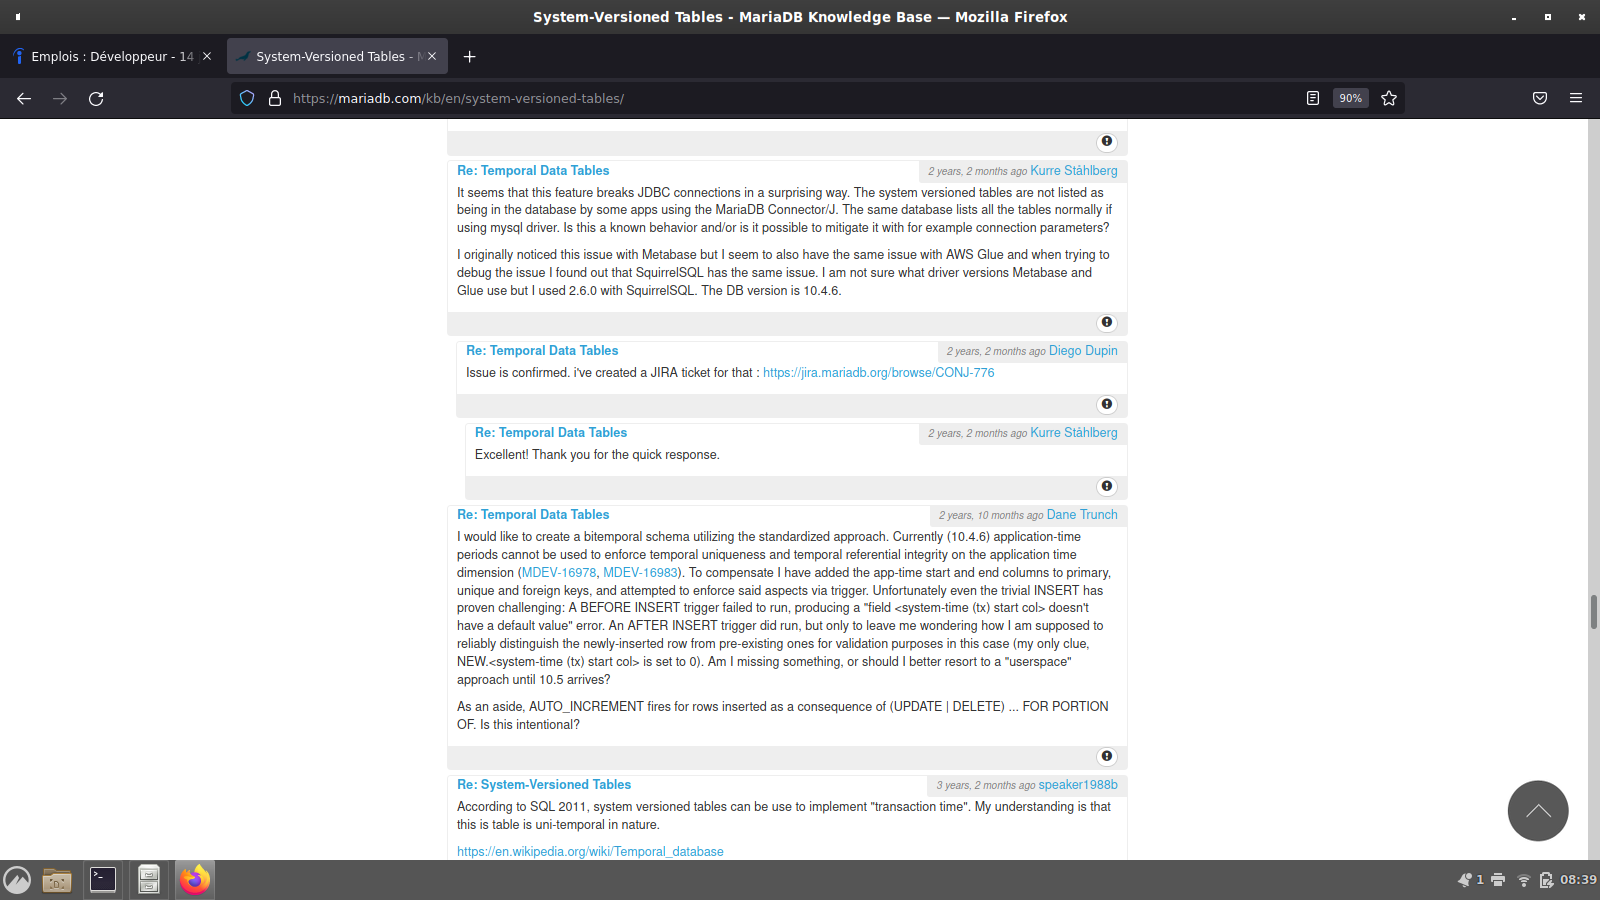 System-Versioned Tables - MariaDB Knowledge Base — Mozilla Firefox
Emplois : Développeur - 14
System-Versioned Tables -
https://mariadb.com/kb/en/system-versioned-tables/
90%
Re: Temporal Data Tables
2 years, 2 months ago Kurre Ståhlberg
It seems that this feature breaks JDBC connections in a surprising way. The system versioned tables are not listed as
being in the database by some apps using the MariaDB Connector/J. The same database lists all the tables normally if
using mysql driver. Is this a known behavior and/or is it possible to mitigate it with for example connection parameters?
I originally noticed this issue with Metabase but I seem to also have the same issue with AWS Glue and when trying to
debug the issue I found out that SquirrelSQL has the same issue. I am not sure what driver versions Metabase and
Glue use but I used 2.6.0 with SquirrelSQL. The DB version is 10.4.6.
Re: Temporal Data Tables
2 years, 2 months ago Diego Dupin
Issue is confirmed. i've created a JIRA ticket for that : https://jira.mariadb.org/browse/CONJ-776
Re: Temporal Data Tables
2 years, 2 months ago Kurre Ståhlberg
Excellent! Thank you for the quick response.
Re: Temporal Data Tables
2 years, 10 months ago Dane Trunch
I would like to create a bitemporal schema utilizing the standardized approach. Currently (10.4.6) application-time
periods cannot be used to enforce temporal uniqueness and temporal referential integrity on the application time
dimension (MDEV-16978, MDEV-16983). To compensate I have added the app-time start and end columns to primary,
unique and foreign keys, and attempted to enforce said aspects via trigger. Unfortunately even the trivial INSERT has
proven challenging: A BEFORE INSERT trigger failed to run, producing a "field <system-time (tx) start col> doesn't
have a default value" error. An AFTER INSERT trigger did run, but only to leave me wondering how I am supposed to
reliably distinguish the newly-inserted row from pre-existing ones for validation purposes in this case (my only clue,
NEW.<system-time (tx) start col> is set to 0). Am I missing something, or should I better resort to a "userspace"
approach until 10.5 arrives?
As an aside, AUTO_INCREMENT fires for rows inserted as a consequence of (UPDATE | DELETE) ... FOR PORTION
OF. Is this intentional?
Re: System-Versioned Tables
3 years, 2 months ago speaker1988b
According to SQL 2011, system versioned tables can be use to implement "transaction time". My understanding is that
this is table is uni-temporal in nature.
https://en.wikipedia.org/wiki/Temporal_database
1
08:39